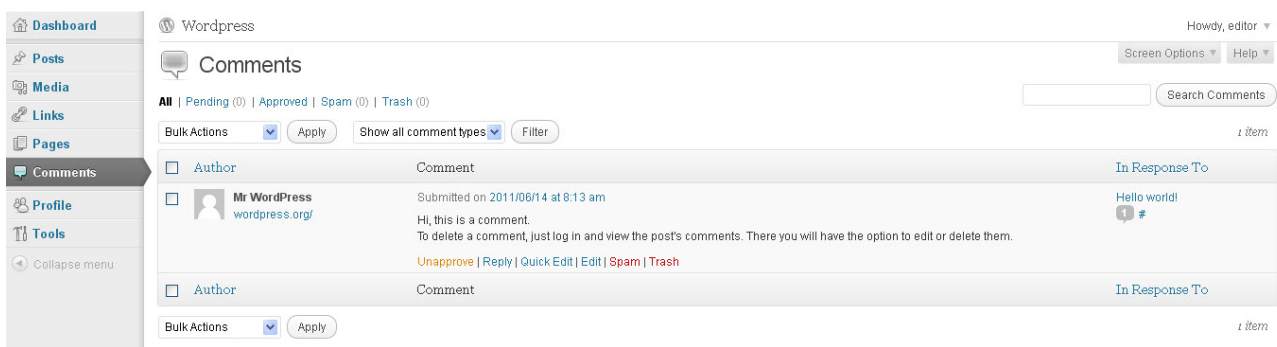 Dashboard
Wordpress
Howdy, editor
Posts
Media
Links
Pages
Comments
Profile
Tools
Collapse menu
Screen Options
Help
Comments
All | Pending (0) | Approved | Spam (0) | Trash (0)
Search Comments
Bulk Actions
Apply
Show all comment types
Filter
1 item
Author
Comment
In Response To
Mr WordPress
wordpress.org/
Submitted on 2011/06/14 at 8:13 am
Hi, this is a comment.
To delete a comment, just log in and view the post's comments. There you will have the option to edit or delete them.
Unapprove | Reply | Quick Edit | Edit | Spam | Trash
Hello world!
1 #
Author
Comment
In Response To
Bulk Actions
Apply
1 item